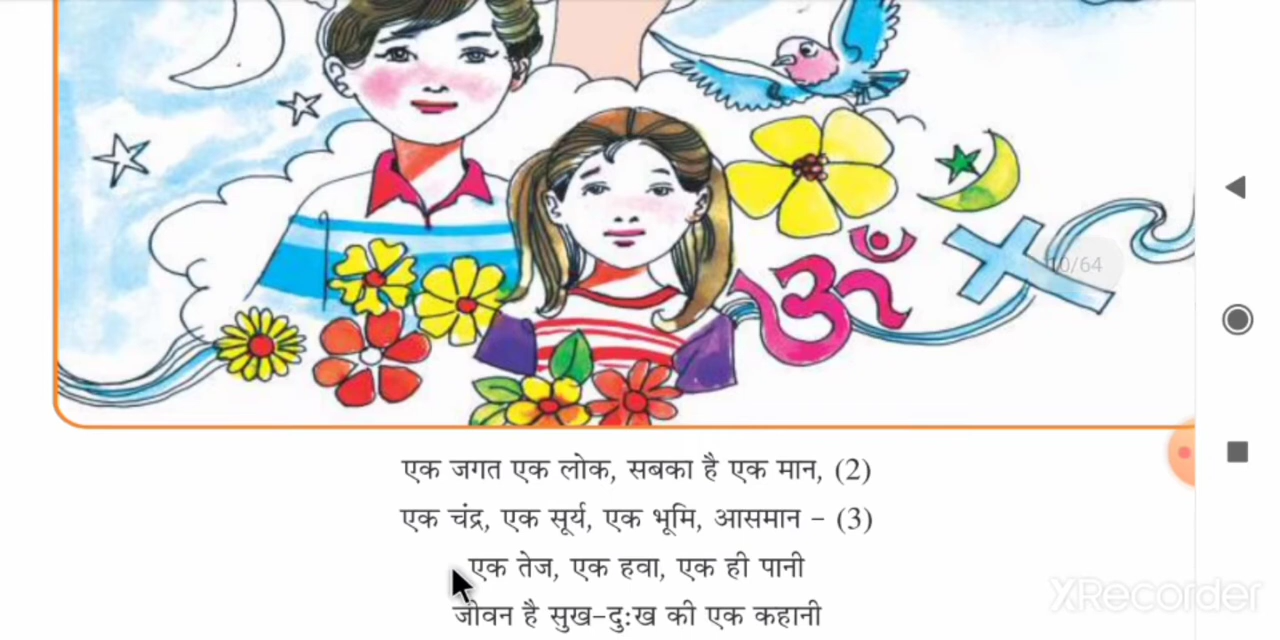 ॐ
10/64
एक जगत एक लोक, सबका है एक मान, (2)
एक चंद्र, एक सूर्य, एक भूमि, आसमान – (3)
एक तेज, एक हवा, एक ही पानी
जीवन है सुख-दुःख की एक कहानी
XRecorder